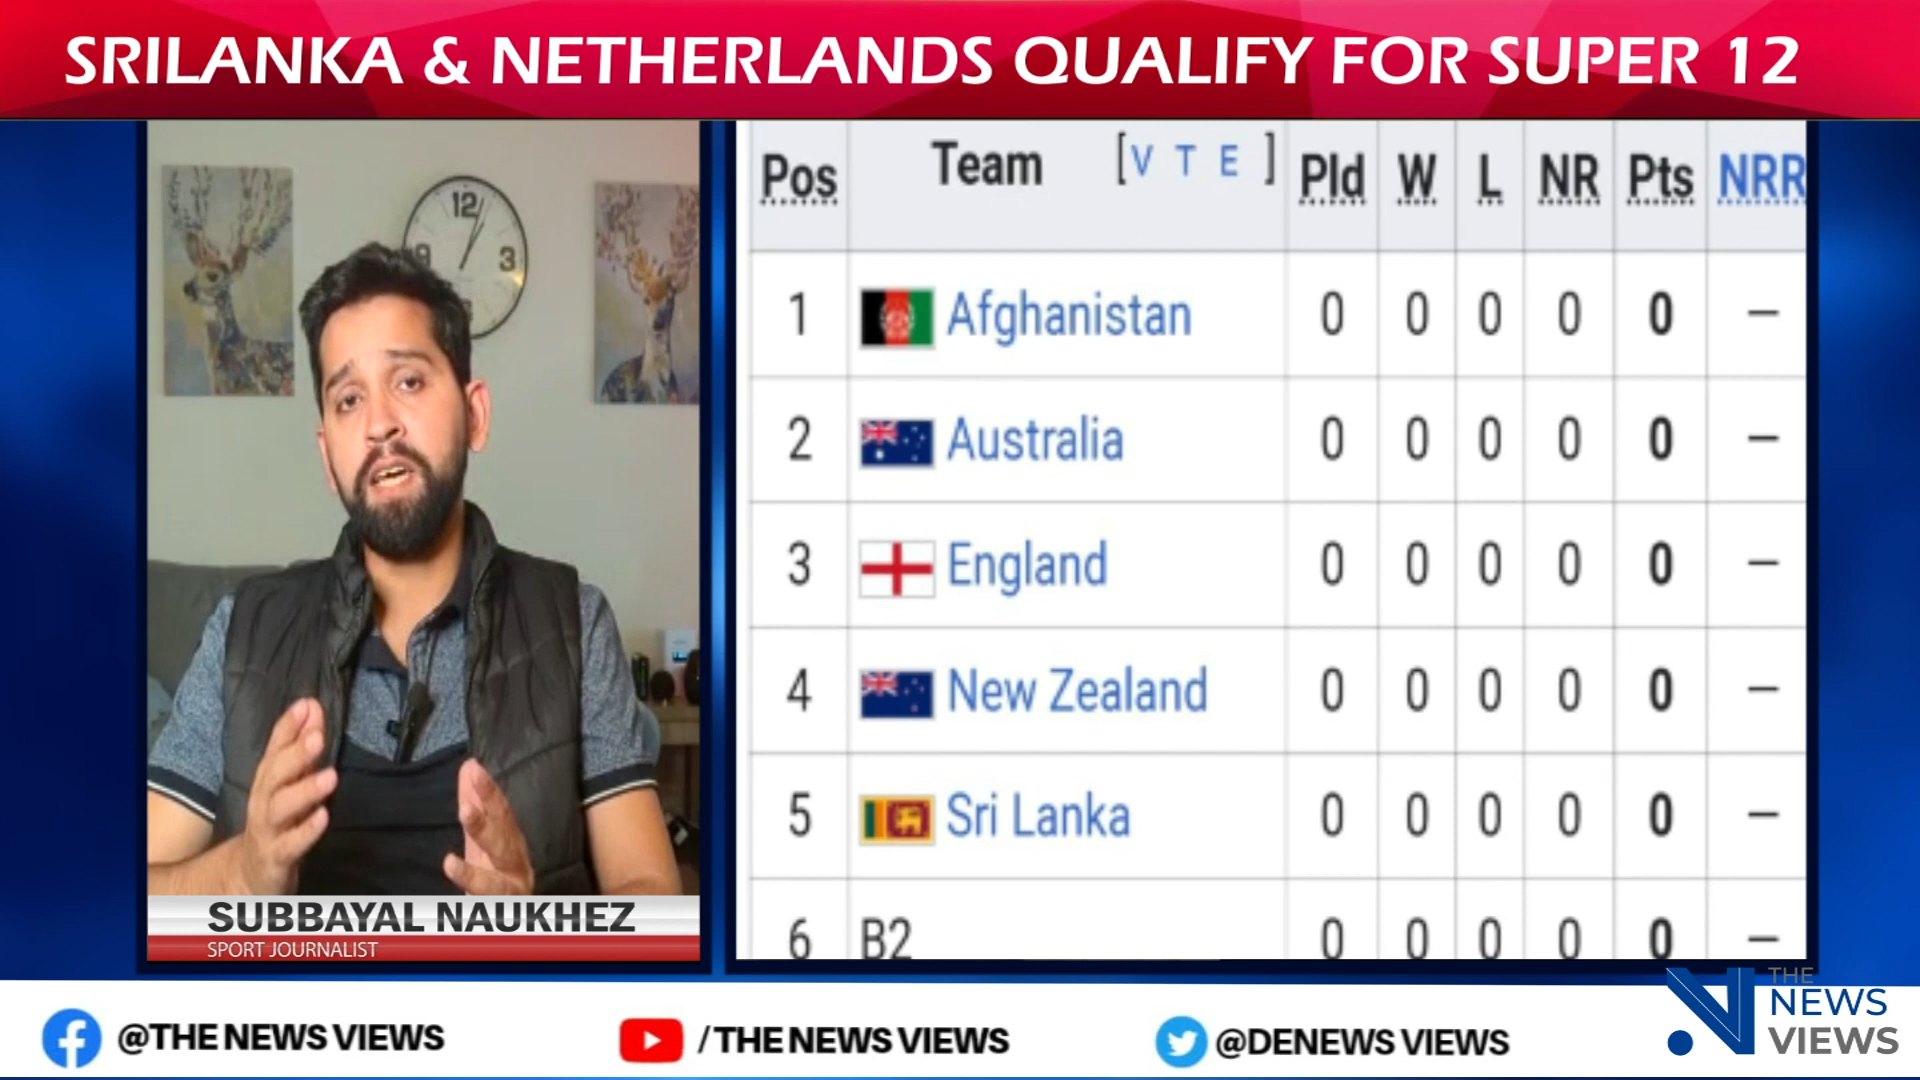 SRILANKA & NETHERLANDS QUALIFY FOR SUPER 12
12
9
3
SUBBAYAL NAUKHEZ
SPORT JOURNALIST
Pos Team [V T E] Pld W L NR Pts NRR
1 Afghanistan 0 0 0 0 0 –
2 Australia 0 0 0 0 0 –
3 England 0 0 0 0 0 –
4 New Zealand 0 0 0 0 0 –
5 Sri Lanka 0 0 0 0 0 –
6 B2 0 0 0 0 0 –
@THE NEWS VIEWS
/THE NEWS VIEWS
@DENEWS VIEWS
THE
NEWS
VIEWS